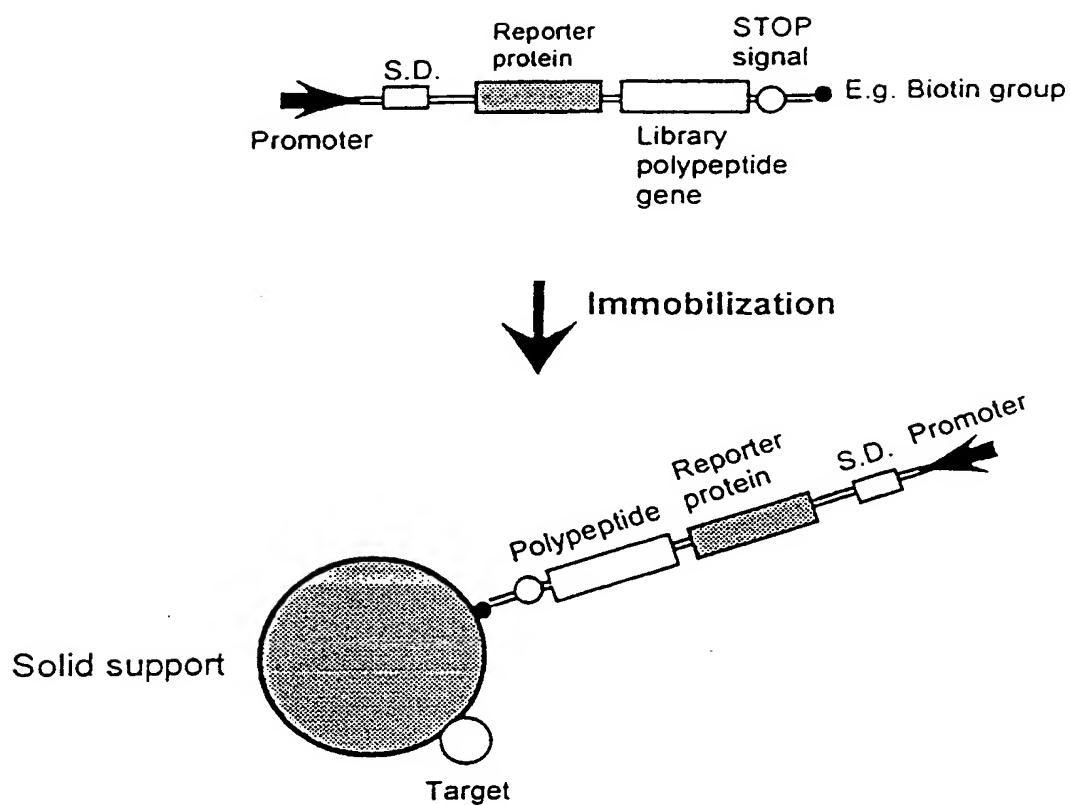 Reporter
protein
STOP
signal
S.D.
E.g. Biotin group
Promoter
Library
polypeptide
gene
Immobilization
Promoter
S.D.
Reporter
protein
Polypeptide
Solid support
Target